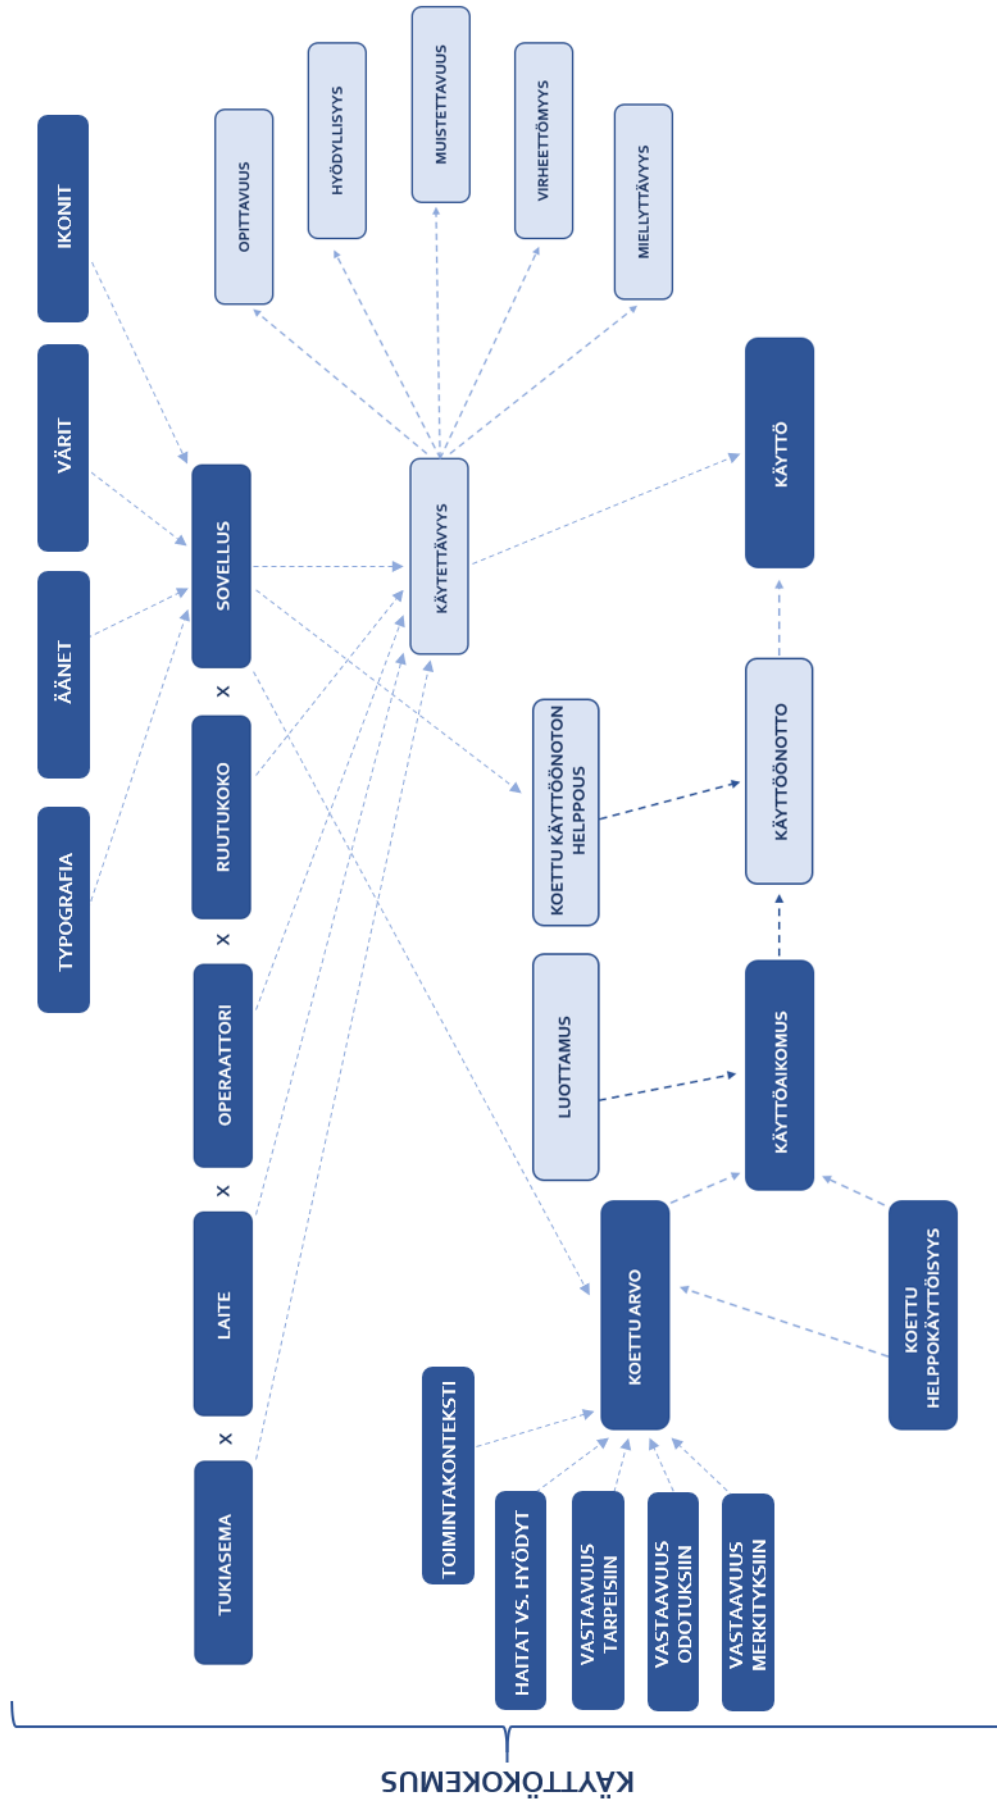 KÄYTTÖKOKEMUS
TYPOGRAFIA
ÄÄNET
VÄRIT
IKONIT
TUKIASEMA
X
LAITE
X
OPERAATTORI
X
RUUTUKOKO
X
SOVELLUS
OPITTAVUUS
HYÖDYLLISYYS
MUISTETTAVUUS
VIRHEETTÖMYYS
MIELLYTTÄVYYS
KÄYTETTÄVYYS
TOIMINTAKONTEKSTI
HAITAT VS. HYÖDYT
VASTAAVUUS
TARPEISIIN
VASTAAVUUS
ODOTUKSIIN
VASTAAVUUS
MERKITYKSIIN
KOETTU ARVO
LUOTTAMUS
KOETTU KÄYTTÖÖNOTON
HELPPOUS
KÄYTTÖAIKOMUS
KÄYTTÖÖNOTTO
KÄYTTÖ
KOETTU
HELPPOKÄYTTÖISYYS